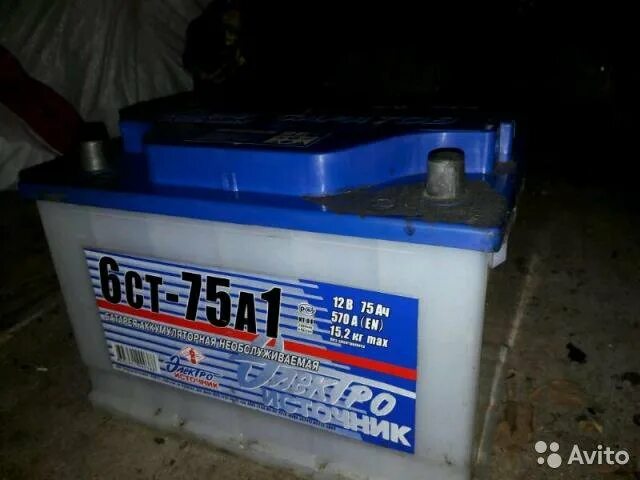 6СТ-75А1
12 В 75 Ач
570 А (EN)
15,2 кг max
БАТАРЕЯ АККУМУЛЯТОРНАЯ НЕОБСЛУЖИВАЕМАЯ
Электро
ИСТОЧНИК
Электро
ИСТОЧНИК
Avito